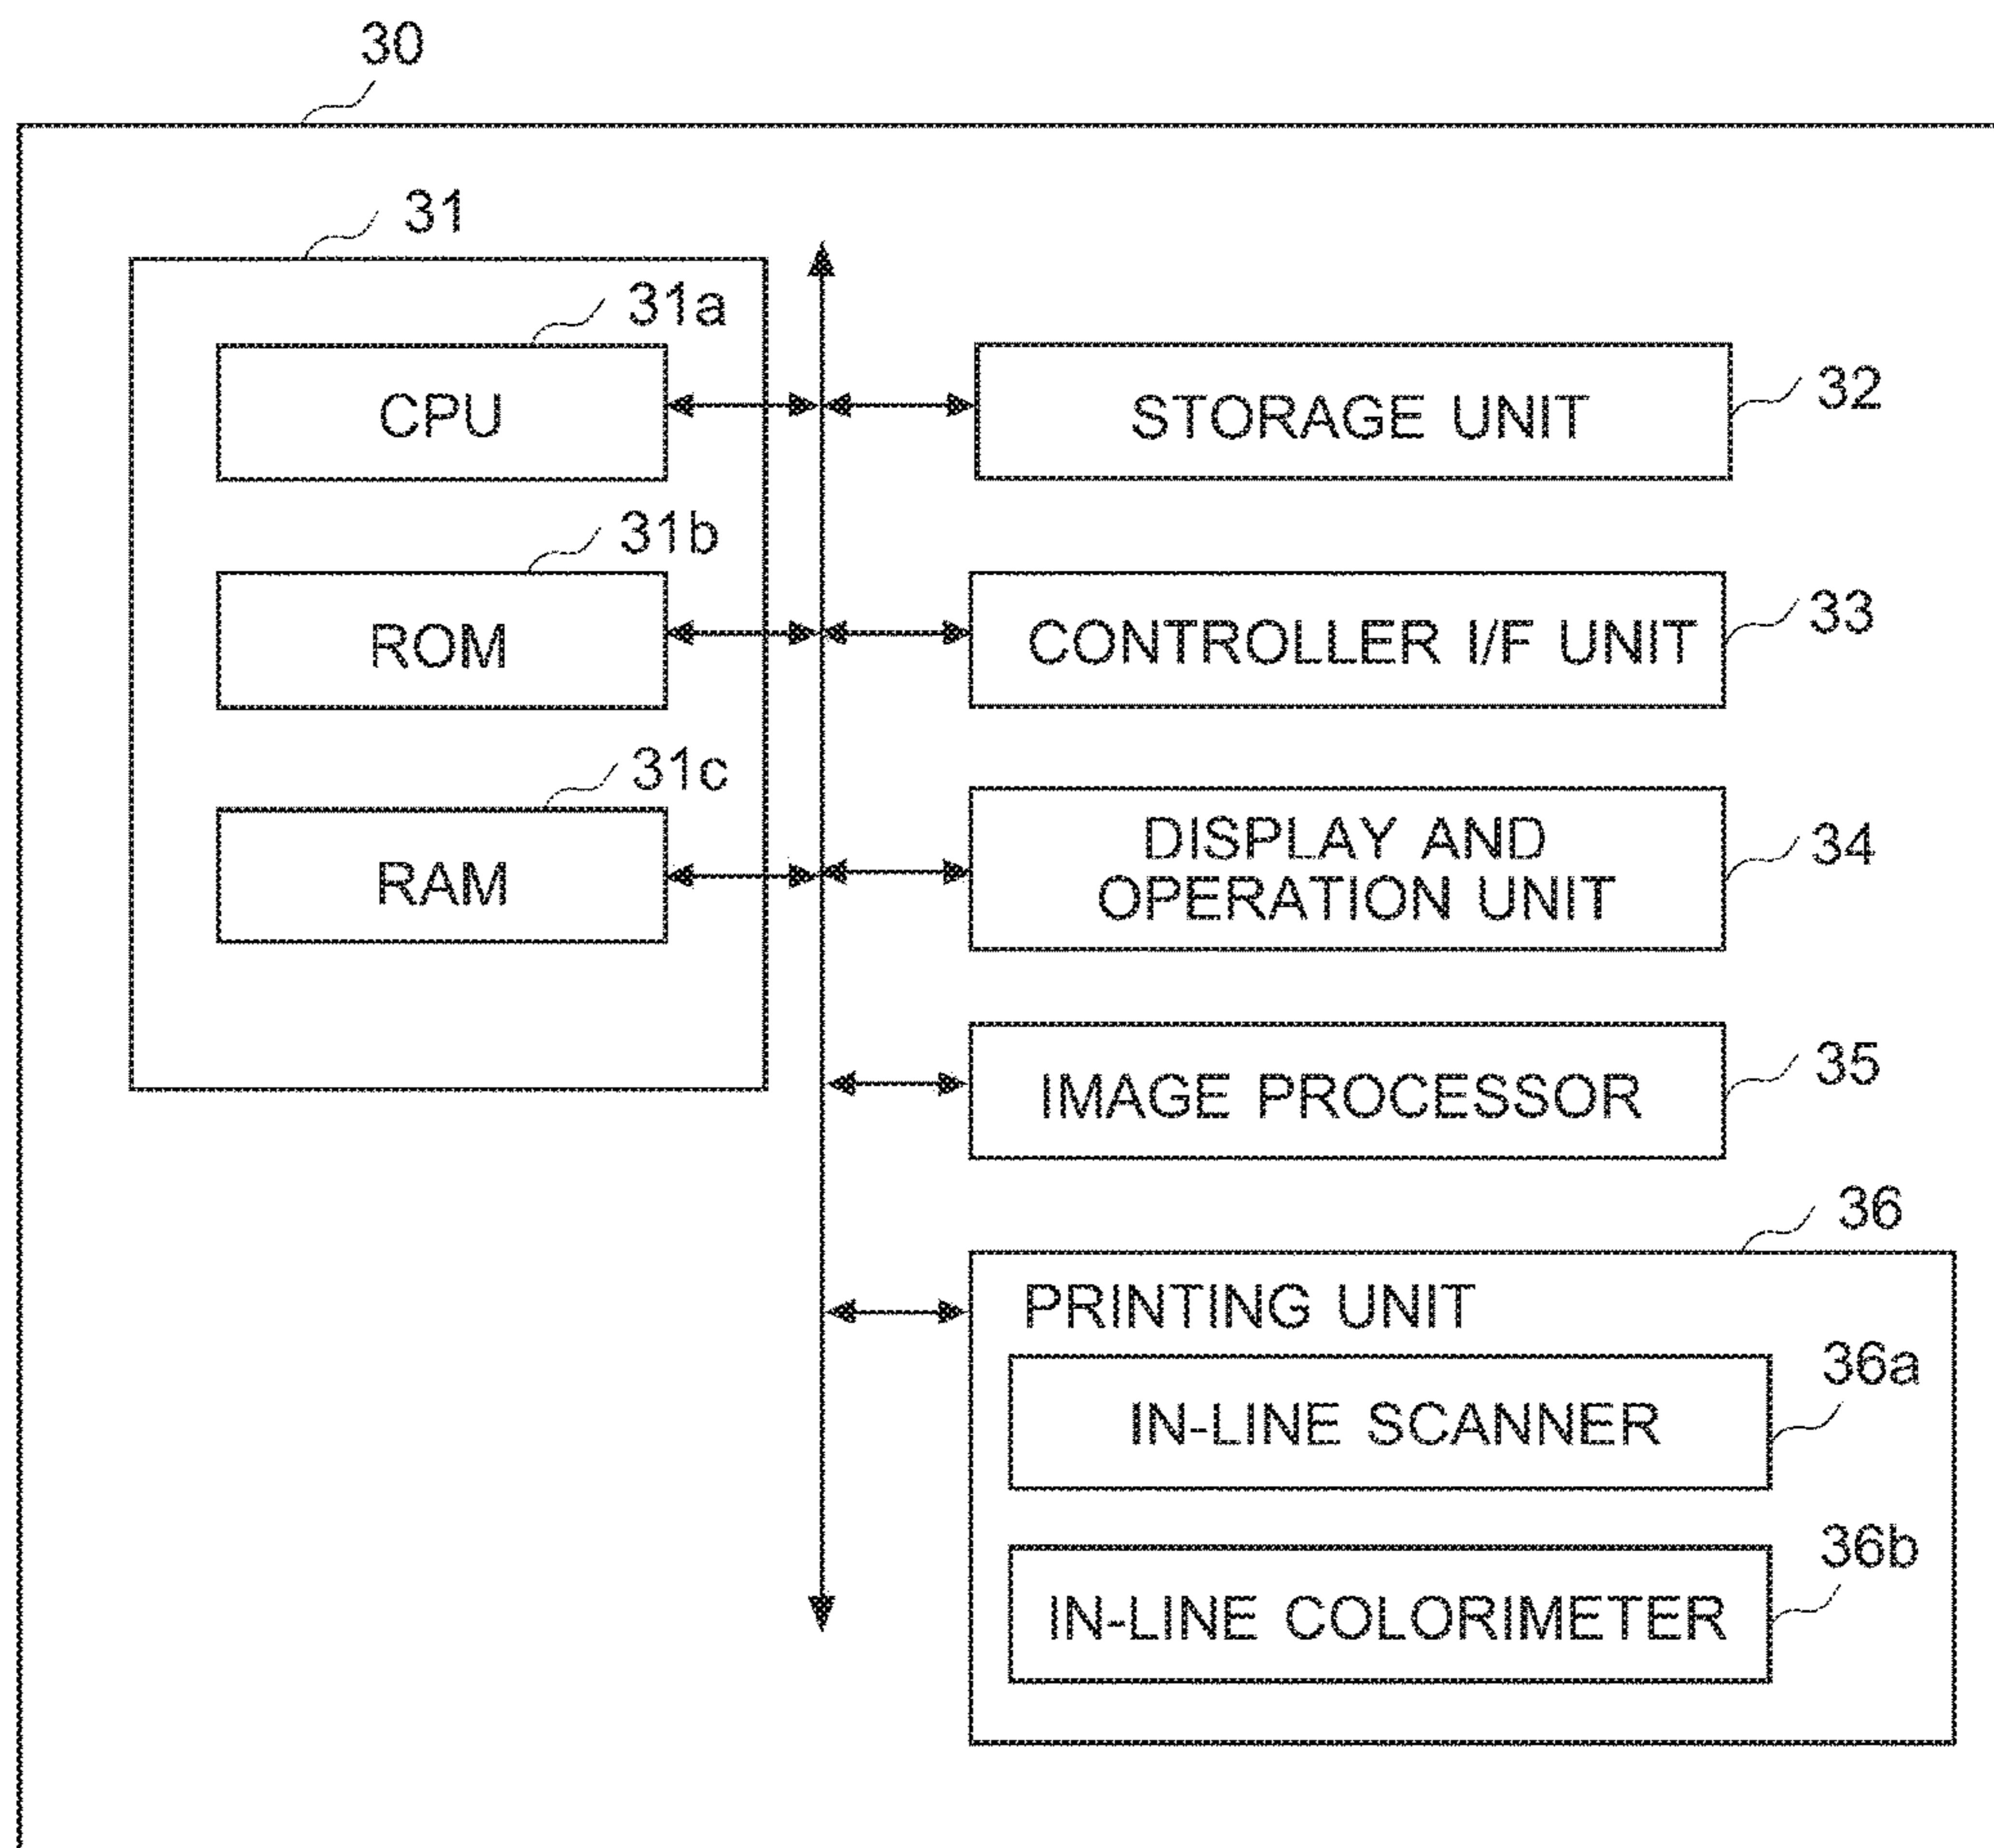 30
31
31a
CPU
STORAGE UNIT
32
31b
ROM
CONTROLLER I/F UNIT
33
31c
RAM
DISPLAY AND
OPERATION UNIT
34
IMAGE PROCESSOR
35
36
PRINTING UNIT
36a
IN-LINE SCANNER
36b
IN-LINE COLORIMETER